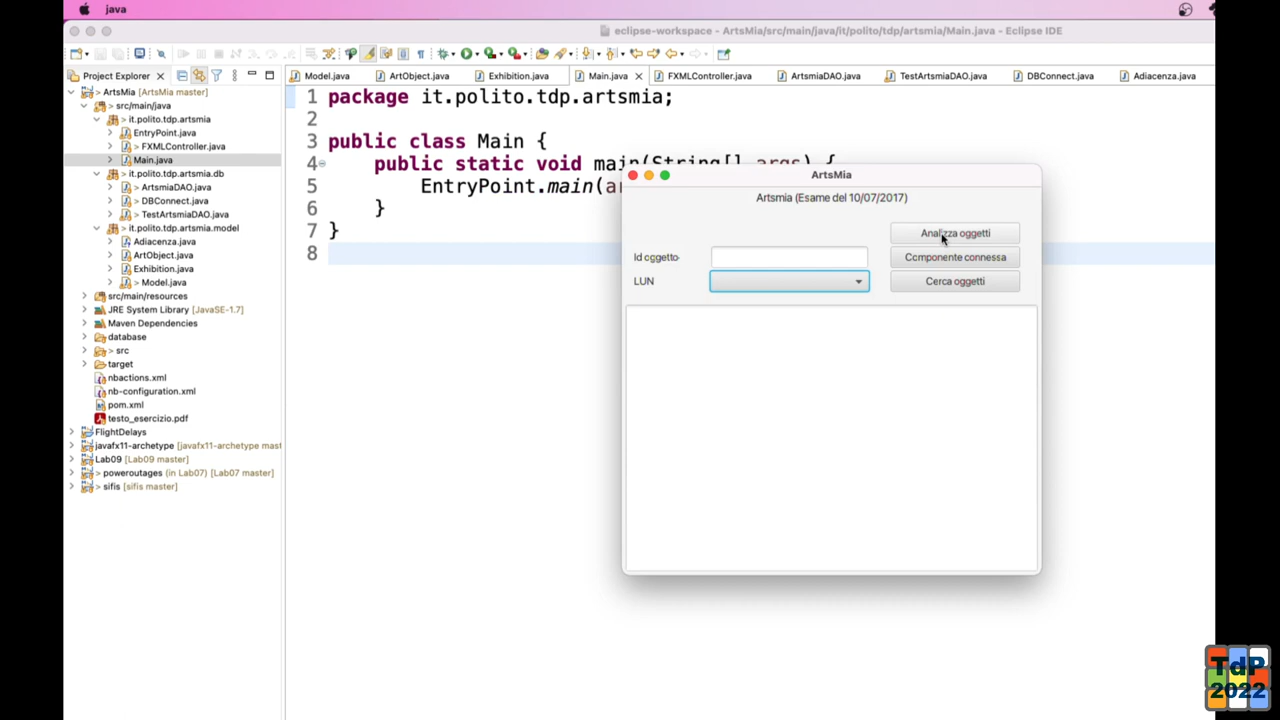 java
eclipse-workspace - ArtsMia/src/main/java/it/polito/tdp/artsmia/Main.java - Eclipse IDE
Project Explorer
Model.java
ArtObject.java
Exhibition.java
Main.java
FXMLController.java
ArtsmiaDAO.java
TestArtsmiaDAO.java
DBConnect.java
Adiacenza.java
ArtsMia [ArtsMia master]
> src/main/java
> it.polito.tdp.artsmia
EntryPoint.java
> FXMLController.java
Main.java
> it.polito.tdp.artsmia.db
> ArtsmiaDAO.java
DBConnect.java
> TestArtsmiaDAO.java
> it.polito.tdp.artsmia.model
Adiacenza.java
ArtObject.java
Exhibition.java
> Model.java
src/main/resources
JRE System Library [JavaSE-1.7]
Maven Dependencies
database
> src
target
nbactions.xml
nb-configuration.xml
pom.xml
testo_esercizio.pdf
FlightDelays
javafx11-archetype [javafx11-archetype mast
Lab09 [Lab09 master]
> poweroutages (in Lab07) [Lab07 master]
> sifis [sifis master]
1 package it.polito.tdp.artsmia;
2
3 public class Main {
4 public static void main(String[] args) {
5 EntryPoint.main(ar
6 }
7 }
8
ArtsMia
Artsmia (Esame del 10/07/2017)
Analizza oggetti
Id oggetto
Componente connessa
LUN
Cerca oggetti
TdP
2022